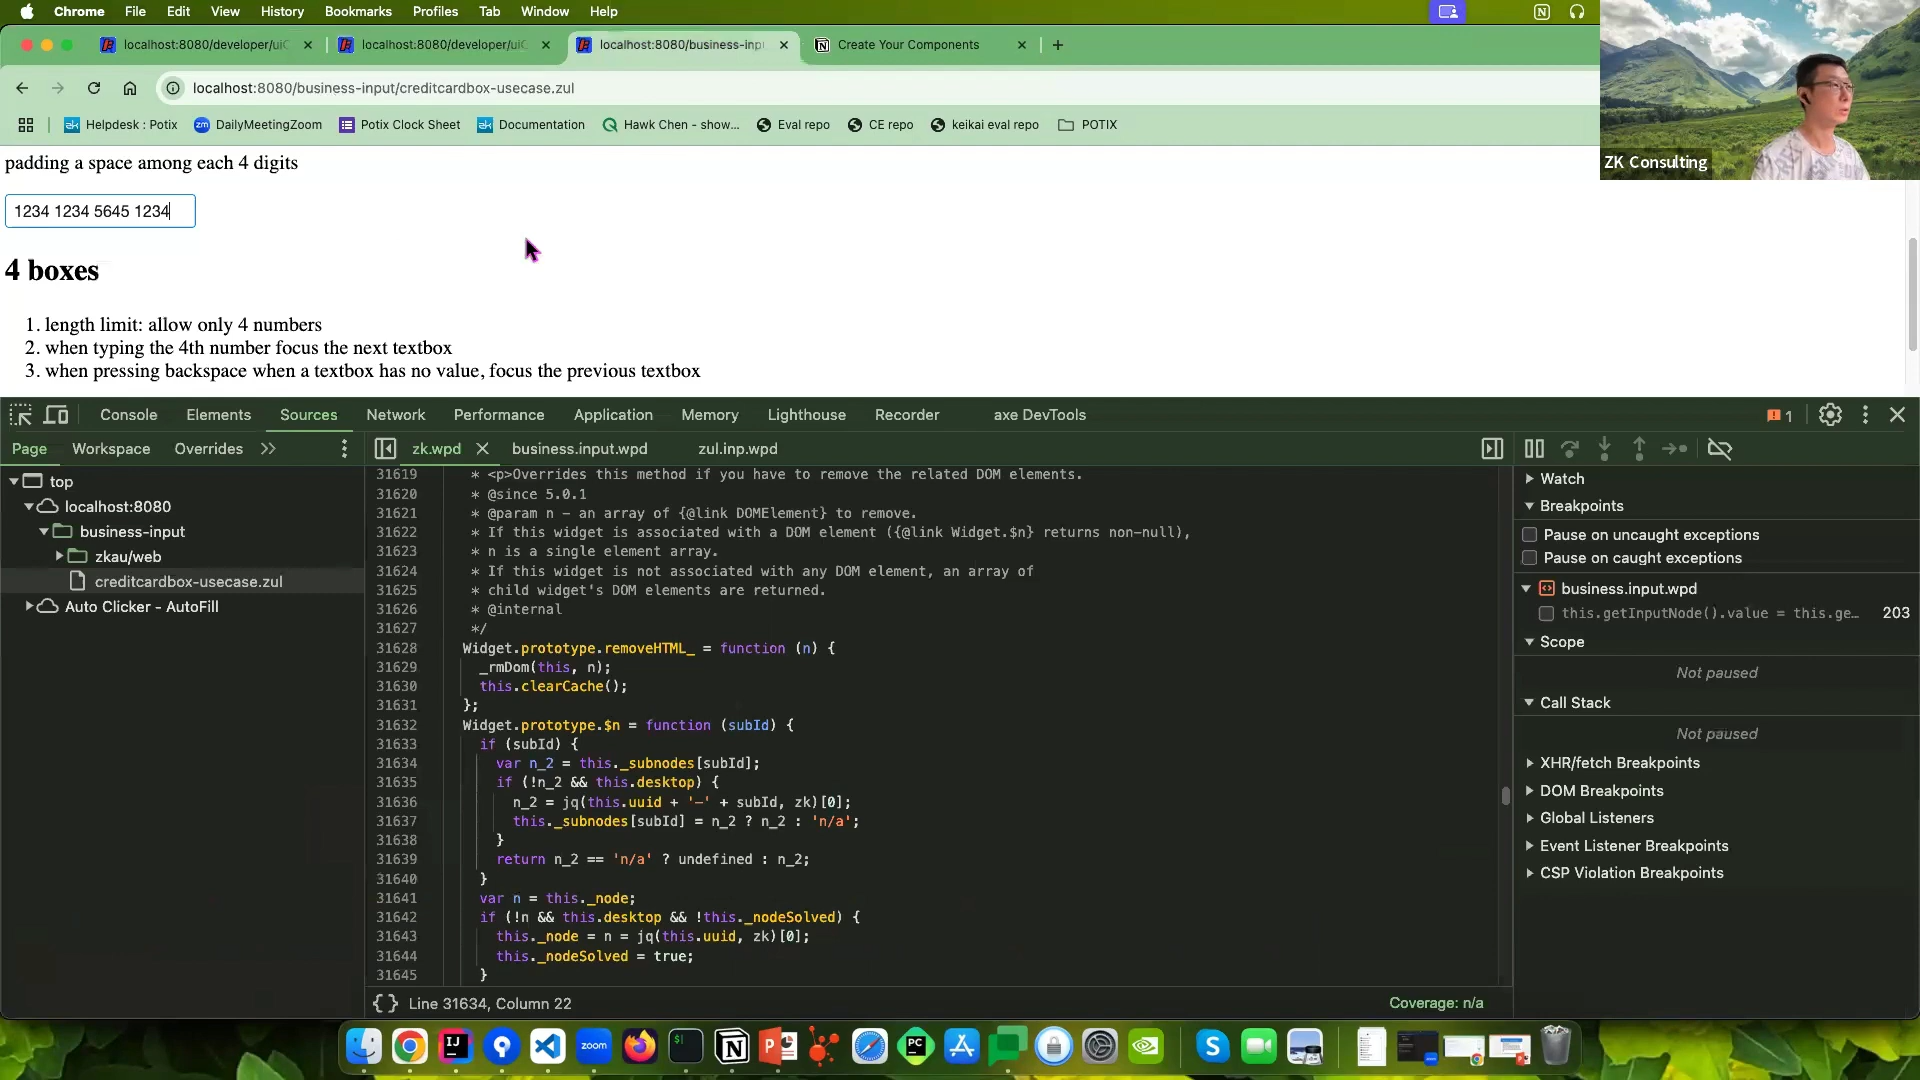 Chrome File Edit View History Bookmarks Profiles Tab Window Help
localhost:8080/developer/uiC localhost:8080/developer/uiC localhost:8080/business-inpu Create Your Components
localhost:8080/business-input/creditcardbox-usecase.zul
Helpdesk : Potix DailyMeetingZoom Potix Clock Sheet Documentation Hawk Chen - show... Eval repo CE repo keikai eval repo POTIX
ZK Consulting
padding a space among each 4 digits
1234 1234 5645 1234
4 boxes
1. length limit: allow only 4 numbers
2. when typing the 4th number focus the next textbox
3. when pressing backspace when a textbox has no value, focus the previous textbox
Console Elements Sources Network Performance Application Memory Lighthouse Recorder axe DevTools 1
Page Workspace Overrides
zk.wpd business.input.wpd zul.inp.wpd
top
localhost:8080
business-input
zkau/web
creditcardbox-usecase.zul
Auto Clicker - AutoFill
31619 * <p>Overrides this method if you have to remove the related DOM elements.
31620 * @since 5.0.1
31621 * @param n - an array of {@link DOMElement} to remove.
31622 * If this widget is associated with a DOM element ({@link Widget.$n} returns non-null),
31623 * n is a single element array.
31624 * If this widget is not associated with any DOM element, an array of
31625 * child widget's DOM elements are returned.
31626 * @internal
31627 */
31628 Widget.prototype.removeHTML_ = function (n) {
31629 _rmDom(this, n);
31630 this.clearCache();
31631 };
31632 Widget.prototype.$n = function (subId) {
31633 if (subId) {
31634 var n_2 = this._subnodes[subId];
31635 if (!n_2 && this.desktop) {
31636 n_2 = jq(this.uuid + '-' + subId, zk)[0];
31637 this._subnodes[subId] = n_2 ? n_2 : 'n/a';
31638 }
31639 return n_2 == 'n/a' ? undefined : n_2;
31640 }
31641 var n = this._node;
31642 if (!n && this.desktop && !this._nodeSolved) {
31643 this._node = n = jq(this.uuid, zk)[0];
31644 this._nodeSolved = true;
31645 }
{} Line 31634, Column 22 Coverage: n/a
Watch
Breakpoints
Pause on uncaught exceptions
Pause on caught exceptions
business.input.wpd
this.getInputNode().value = this.ge… 203
Scope
Not paused
Call Stack
Not paused
XHR/fetch Breakpoints
DOM Breakpoints
Global Listeners
Event Listener Breakpoints
CSP Violation Breakpoints